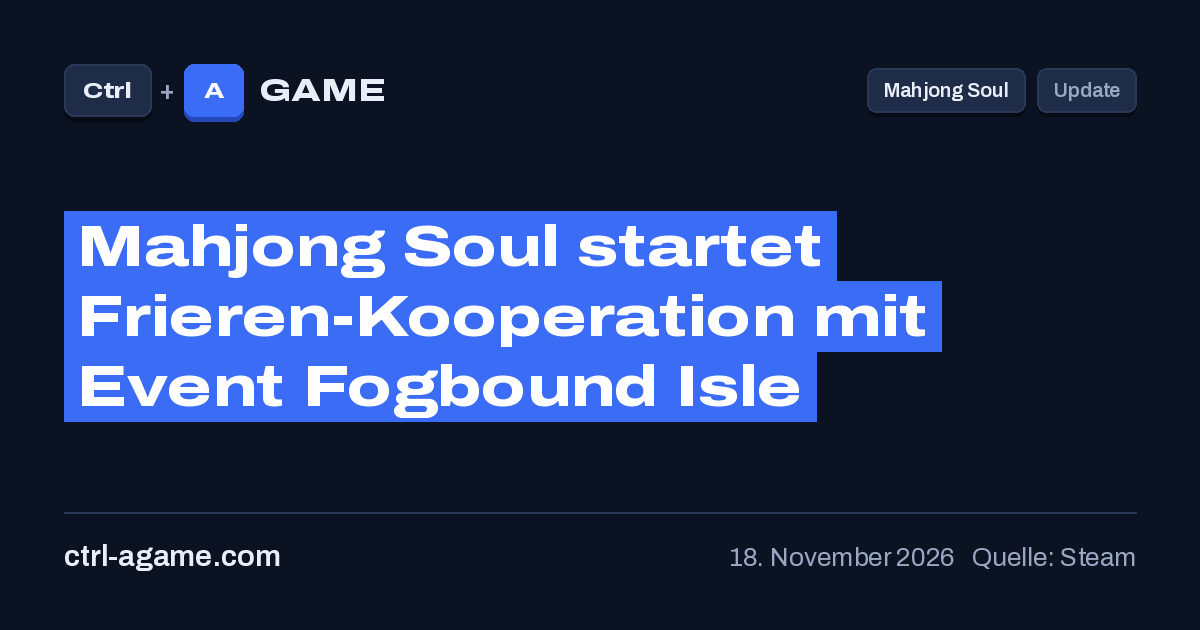 Ctrl + A GAME
Mahjong Soul Update
Mahjong Soul startet
Frieren-Kooperation mit
Event Fogbound Isle
ctrl-agame.com
18. November 2026 Quelle: Steam